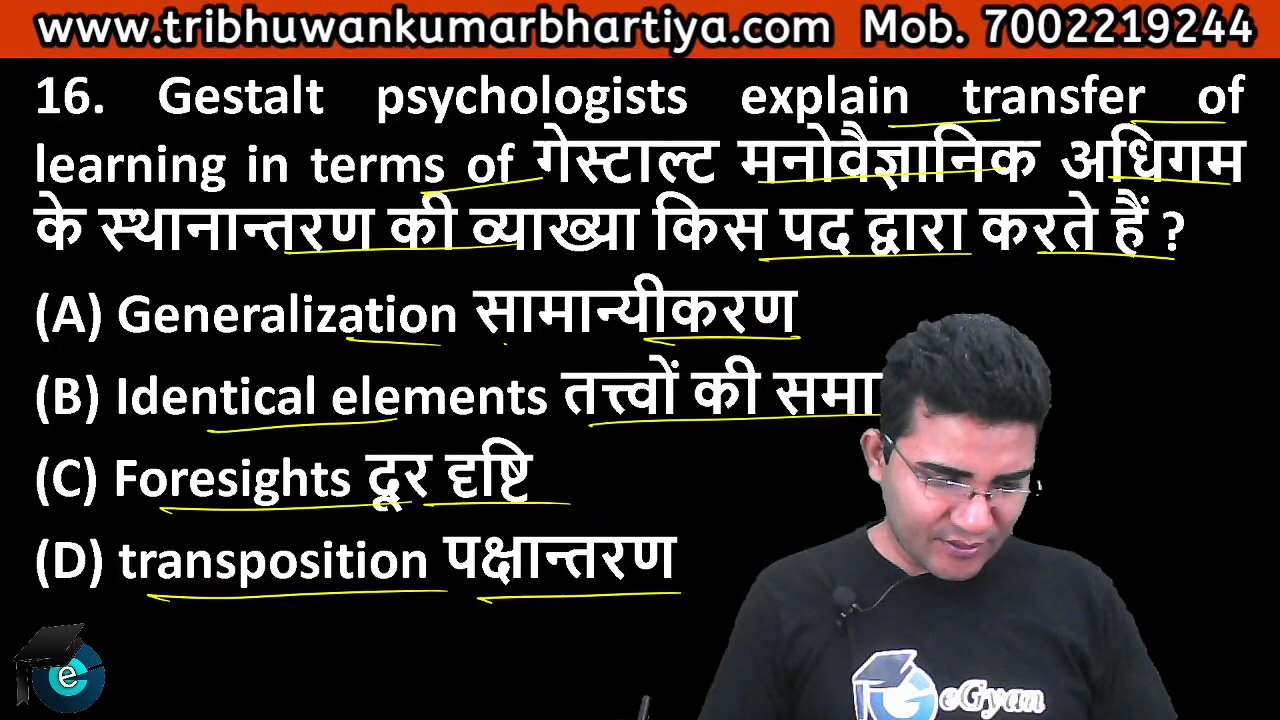 www.tribhuwankumarbhartiya.com Mob. 7002219244
16. Gestalt psychologists explain transfer of
learning in terms of गेस्टाल्ट मनोवैज्ञानिक अधिगम
के स्थानान्तरण की व्याख्या किस पद द्वारा करते हैं ?
(A) Generalization सामान्यीकरण
(B) Identical elements तत्त्वों की समा
(C) Foresights दूर दृष्टि
(D) transposition पक्षान्तरण
e
eGyan